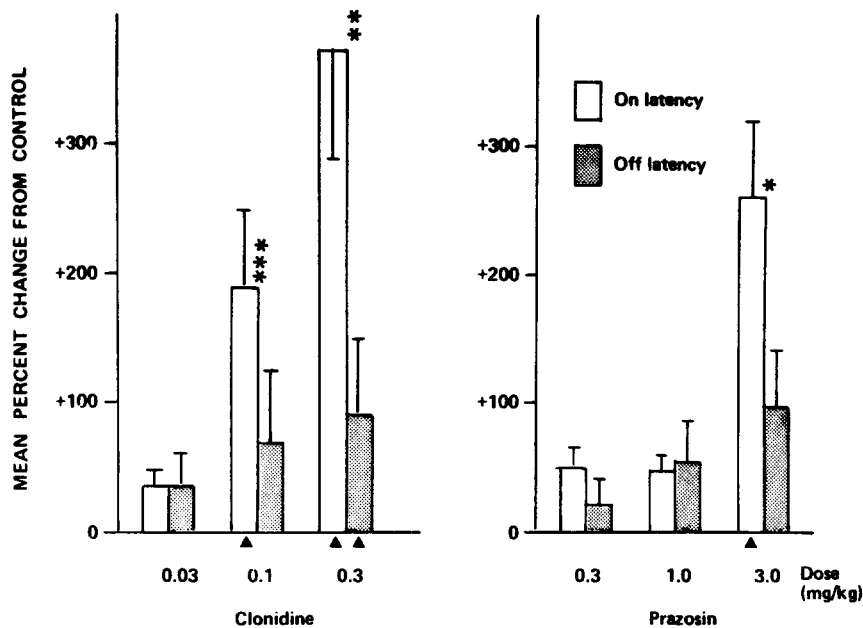 MEAN PERCENT CHANGE FROM CONTROL
+300
+200
+100
0
**
***
0.03
0.1
0.3
Clonidine
On latency
Off latency
+300
+200
+100
0
*
0.3
1.0
3.0
Dose
(mg/kg)
Prazosin